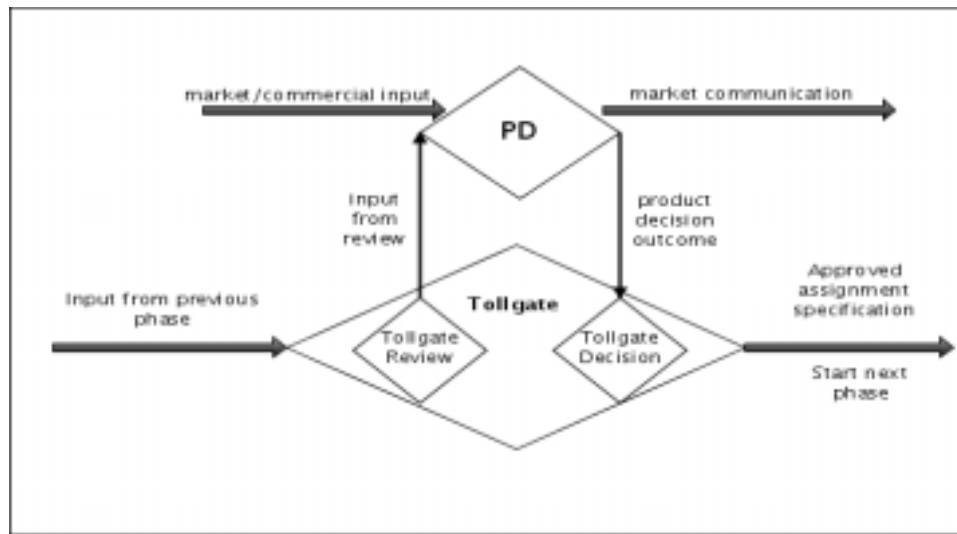 market/commercial input
market communication
PD
Input
from
review
product
decision
outcome
Input from previous
phase
Tollgate
Tollgate
Review
Tollgate
Decision
Approved
assignment
specification
Start next
phase